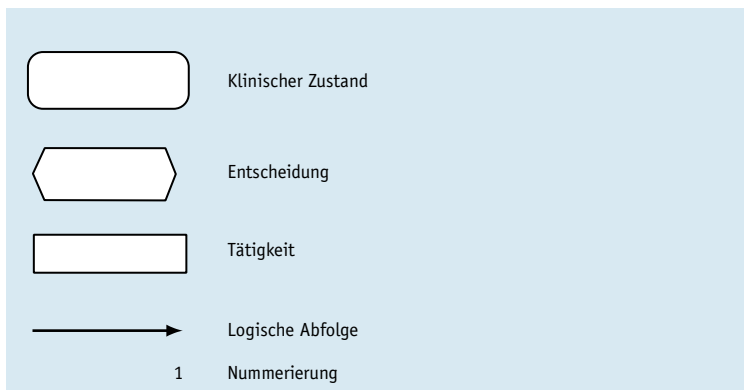 Klinischer Zustand
Entscheidung
Tätigkeit
Logische Abfolge
1 Nummerierung